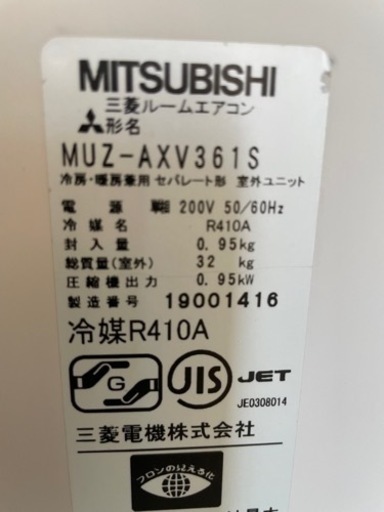 MITSUBISHI
三菱ルームエアコン
形名
MUZ-AXV361S
冷房・暖房兼用 セパレート形 室外ユニット
電源 単相 200V 50/60Hz
冷媒名 R410A
封入量 0.95kg
総質量(室外) 32 kg
圧縮機出力 0.95kW
製造番号 19001416
冷媒R410A
G
JIS JET
JE0308014
三菱電機株式会社
フロンの見える化